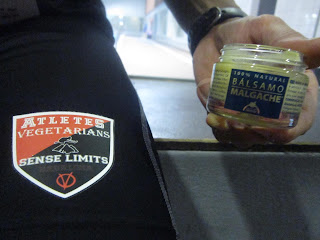 ATLETES
VEGETARIANS
SENSE LIMITS
100% NATURAL
BÁLSAMO
MALGACHE